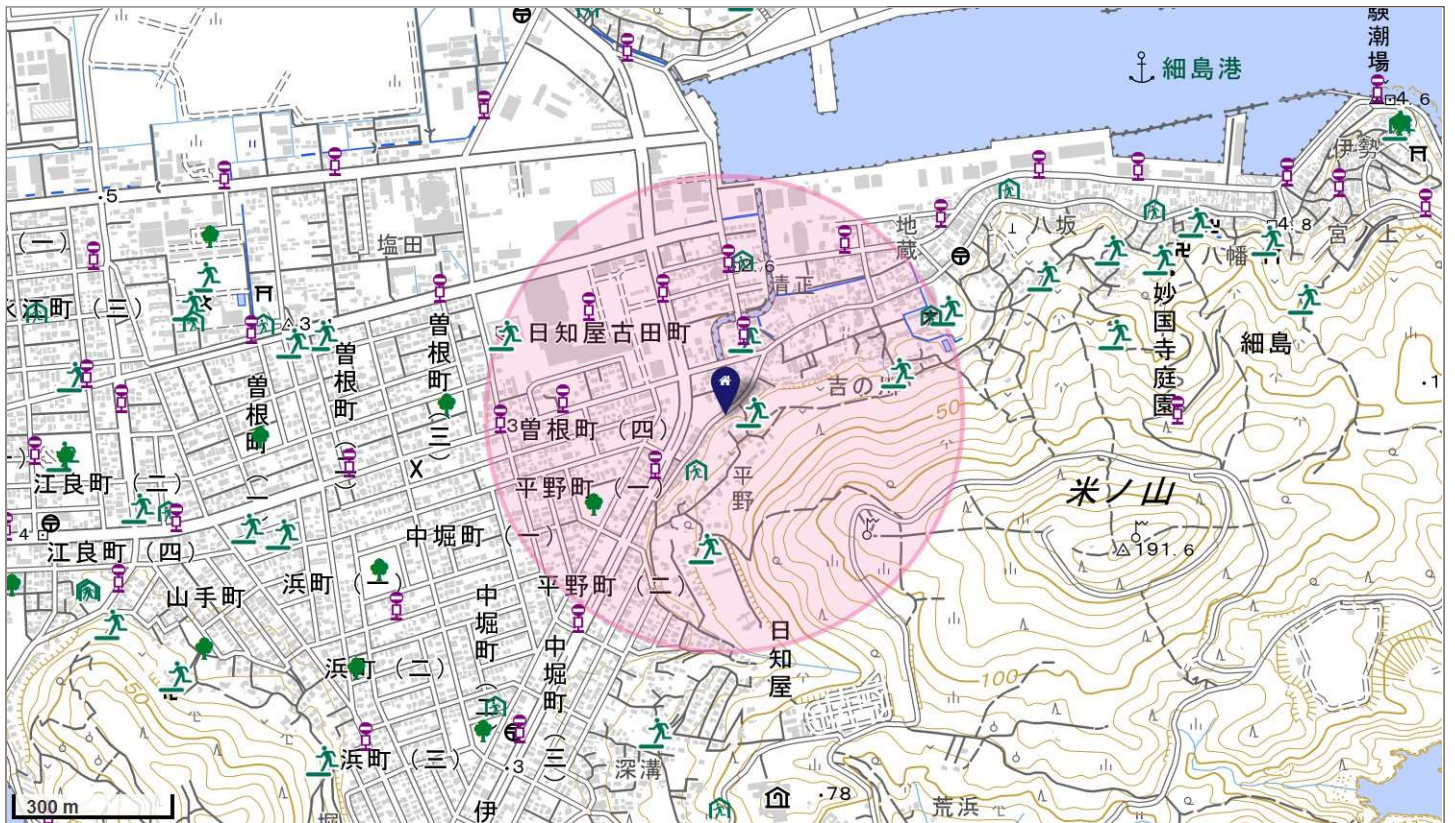 験潮場
細島港
4.6
伊勢
.5
(一)
塩田
地蔵
八坂
4.8
八幡
宮ノ上
清正
妙国寺庭園
細島
3
日知屋古田町
曽根町(三)
曽根町(二)
曽根町(一)
吉の
50
曽根町(四)
平野町(一)
平野
米ノ山
191.6
江良町(二)
4
江良町(四)
中堀町(一)
山手町
浜町(一)
平野町(二)
中堀町(二)
中堀町(三)
日知屋
浜町(二)
50
100
浜町(三)
.3
深溝
.78
荒浜
伊
堀
300 m